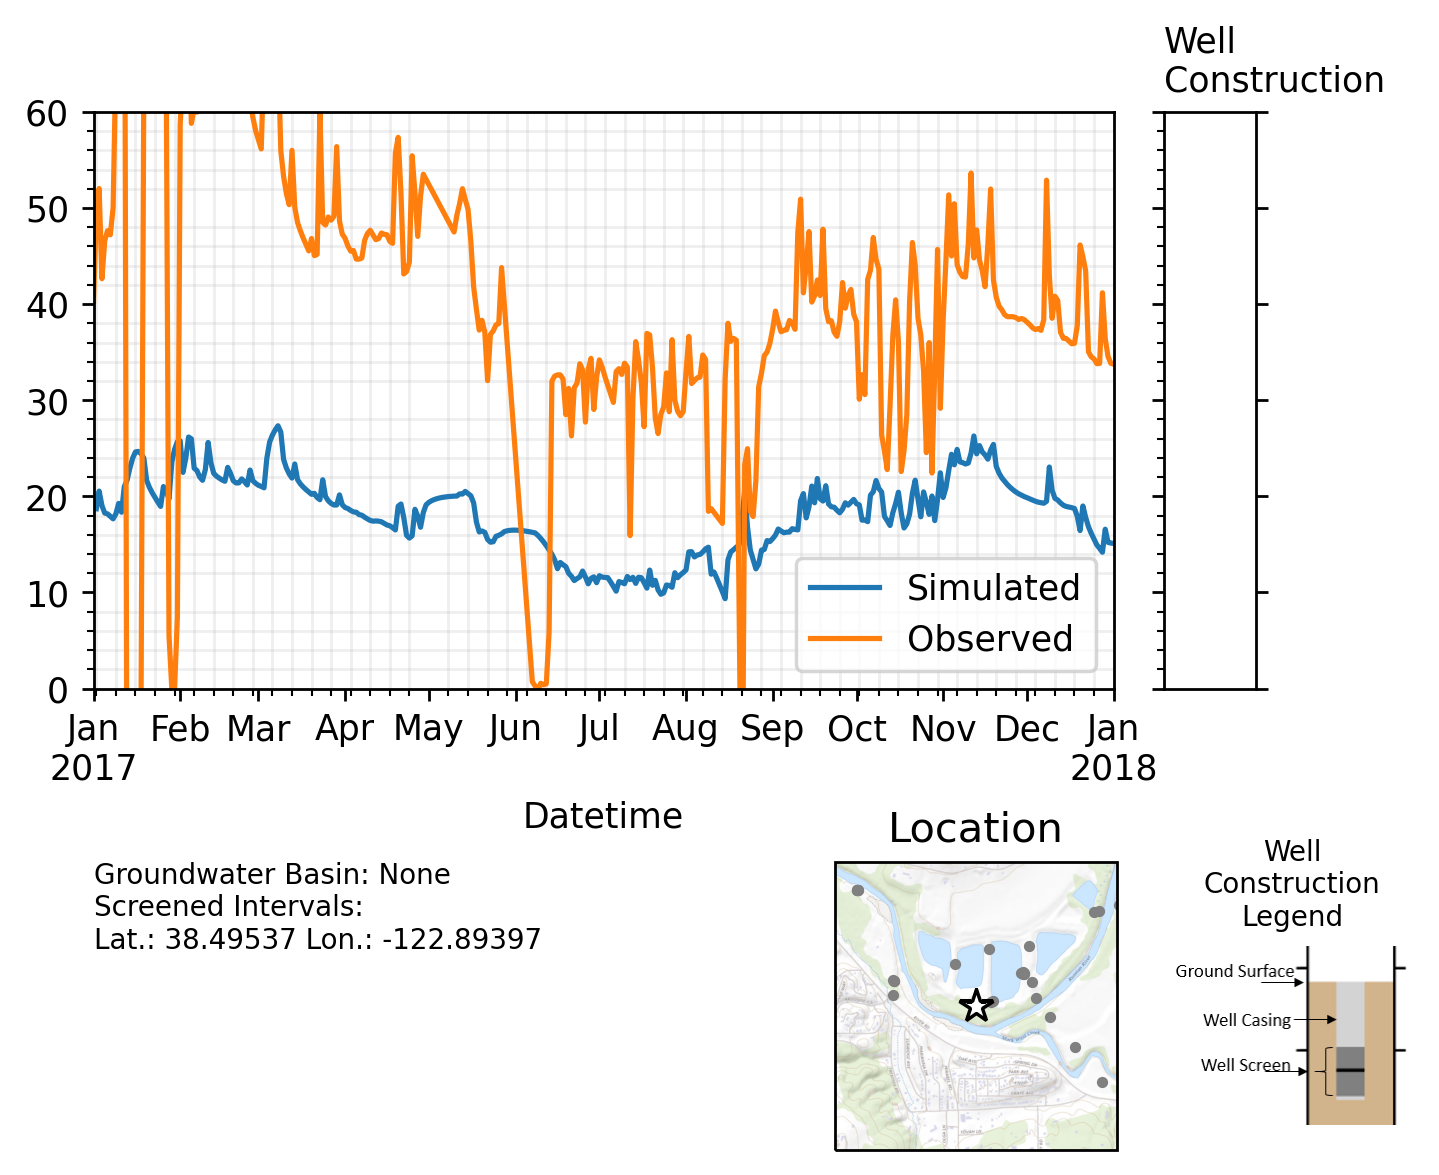 Well
Construction
60
50
40
30
20
10
0
Simulated
Observed
Jan Feb Mar Apr May Jun Jul Aug Sep Oct Nov Dec Jan
2017 2018
Datetime
Location
Groundwater Basin: None
Screened Intervals:
Lat.: 38.49537 Lon.: -122.89397
Well
Construction
Legend
Ground Surface
Well Casing
Well Screen